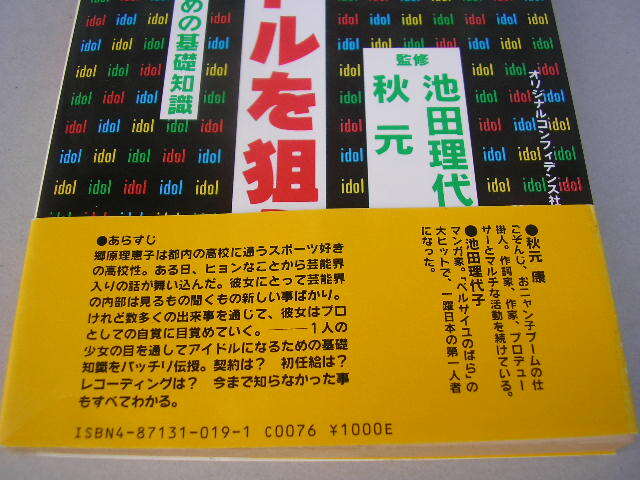 オリジナルコンフィデンス社
池田理代
監修
秋元
ドルを狙
めの基礎知識
idol idol idol idol idol idol idol idol
●秋元 康
ごぞんじ、おニャン子ブームの仕
掛人。作詞家、作家、プロデュー
サーとマルチな活動を続けている。
●池田理代子
マンガ家。「ベルサイユのばら」の
大ヒットで、一躍日本の第一人者
になった。
●あらすじ
郷原理恵子は都内の高校に通うスポーツ好き
の高校性。ある日、ヒョンなことから芸能界
入りの話が舞い込んだ。彼女にとって芸能界
の内部は見るもの聞くもの新しい事ばかり。
けれど数多くの出来事を通じて、彼女はプロ
としての自覚に目覚めていく。――1人の
少女の目を通してアイドルになるための基礎
知識をバッチリ伝授。契約は? 初任給は?
レコーディングは? 今まで知らなかった事
もすべてわかる。
ISBN4-87131-019-1 C0076 ¥1000E